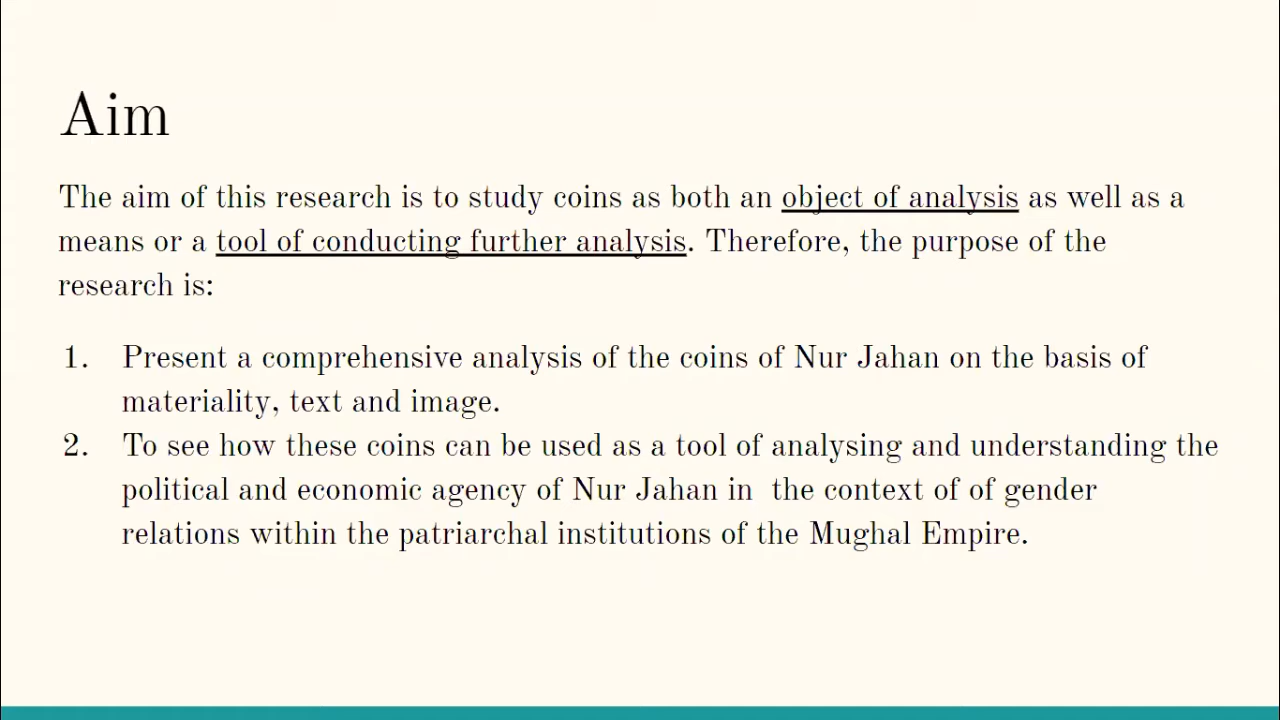 Aim
The aim of this research is to study coins as both an object of analysis as well as a
means or a tool of conducting further analysis. Therefore, the purpose of the
research is:
1. Present a comprehensive analysis of the coins of Nur Jahan on the basis of
materiality, text and image.
2. To see how these coins can be used as a tool of analysing and understanding the
political and economic agency of Nur Jahan in  the context of of gender
relations within the patriarchal institutions of the Mughal Empire.